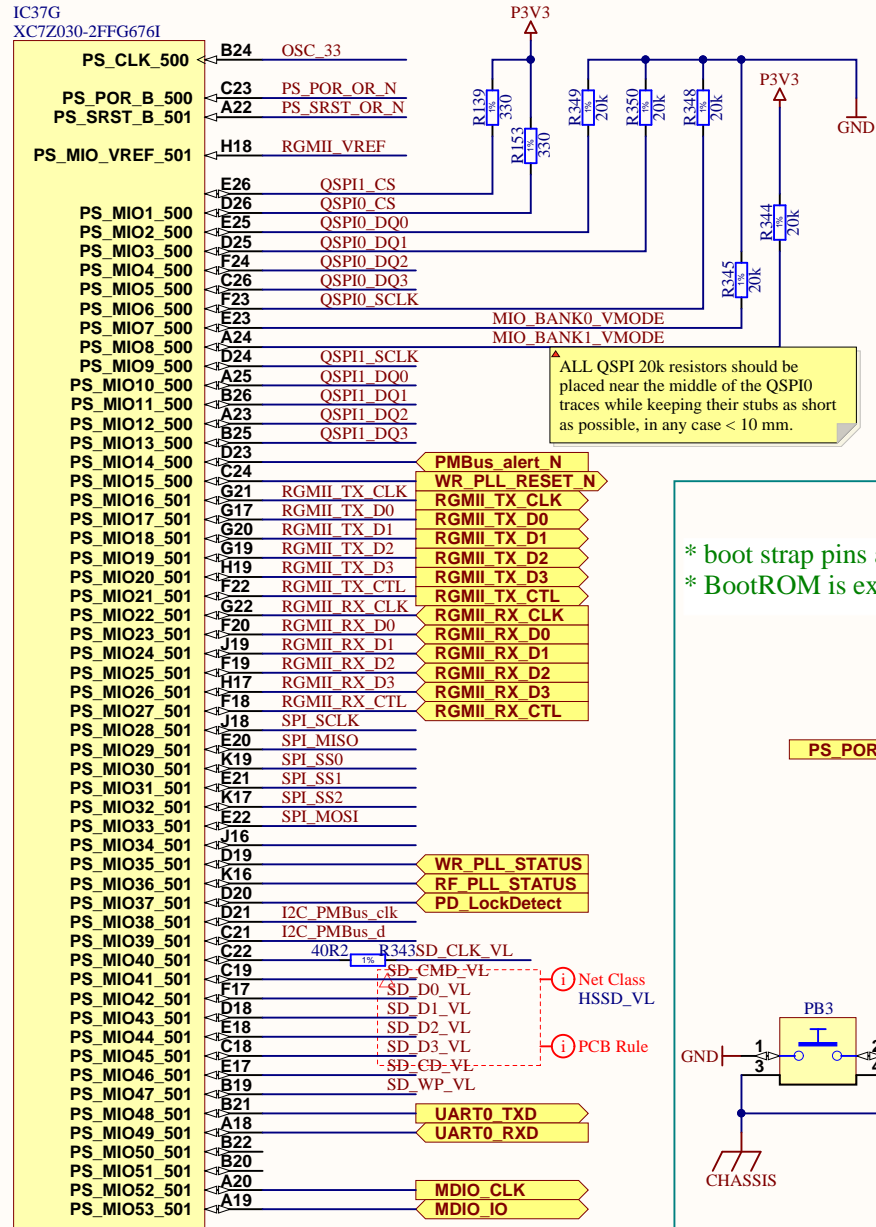 IC37G
XC7Z030-2FFG676I
P3V3
PS_CLK_500 B24 OSC_33
PS_POR_B_500 C23 PS_POR_OR_N
PS_SRST_B_501 A22 PS_SRST_OR_N
PS_MIO_VREF_501 H18 RGMII_VREF
R139 1% 330
R153 1% 330
R349 1% 20k
R350 1% 20k
R348 1% 20k
P3V3
GND
R344 1% 20k
R345 1% 20k
E26 QSPI1_CS
PS_MIO1_500 D26 QSPI0_CS
PS_MIO2_500 E25 QSPI0_DQ0
PS_MIO3_500 D25 QSPI0_DQ1
PS_MIO4_500 F24 QSPI0_DQ2
PS_MIO5_500 C26 QSPI0_DQ3
PS_MIO6_500 F23 QSPI0_SCLK
PS_MIO7_500 E23 MIO_BANK0_VMODE
PS_MIO8_500 A24 MIO_BANK1_VMODE
PS_MIO9_500 D24 QSPI1_SCLK
PS_MIO10_500 A25 QSPI1_DQ0
PS_MIO11_500 B26 QSPI1_DQ1
PS_MIO12_500 A23 QSPI1_DQ2
PS_MIO13_500 B25 QSPI1_DQ3
ALL QSPI 20k resistors should be
placed near the middle of the QSPI0
traces while keeping their stubs as short
as possible, in any case < 10 mm.
PS_MIO14_500 D23 PMBus_alert_N
PS_MIO15_500 C24 WR_PLL_RESET_N
PS_MIO16_501 G21 RGMII_TX_CLK RGMII_TX_CLK
PS_MIO17_501 G17 RGMII_TX_D0 RGMII_TX_D0
PS_MIO18_501 G20 RGMII_TX_D1 RGMII_TX_D1
PS_MIO19_501 G19 RGMII_TX_D2 RGMII_TX_D2
PS_MIO20_501 H19 RGMII_TX_D3 RGMII_TX_D3
PS_MIO21_501 F22 RGMII_TX_CTL RGMII_TX_CTL
PS_MIO22_501 G22 RGMII_RX_CLK RGMII_RX_CLK
PS_MIO23_501 F20 RGMII_RX_D0 RGMII_RX_D0
PS_MIO24_501 J19 RGMII_RX_D1 RGMII_RX_D1
PS_MIO25_501 F19 RGMII_RX_D2 RGMII_RX_D2
PS_MIO26_501 H17 RGMII_RX_D3 RGMII_RX_D3
PS_MIO27_501 F18 RGMII_RX_CTL RGMII_RX_CTL
PS_MIO28_501 J18 SPI_SCLK
PS_MIO29_501 E20 SPI_MISO
PS_MIO30_501 K19 SPI_SS0
PS_MIO31_501 E21 SPI_SS1
PS_MIO32_501 K17 SPI_SS2
PS_MIO33_501 E22 SPI_MOSI
PS_MIO34_501 J16
PS_MIO35_501 D19 WR_PLL_STATUS
PS_MIO36_501 K16 RF_PLL_STATUS
PS_MIO37_501 D20 PD_LockDetect
PS_MIO38_501 D21 I2C_PMBus_clk
PS_MIO39_501 C21 I2C_PMBus_d
PS_MIO40_501 C22 40R2 1% R343 SD_CLK_VL
PS_MIO41_501 C19 SD_CMD_VL
PS_MIO42_501 F17 SD_D0_VL
PS_MIO43_501 D18 SD_D1_VL
PS_MIO44_501 E18 SD_D2_VL
PS_MIO45_501 C18 SD_D3_VL
PS_MIO46_501 E17 SD_CD_VL
PS_MIO47_501 B19 SD_WP_VL
PS_MIO48_501 B21 UART0_TXD
PS_MIO49_501 A18 UART0_RXD
PS_MIO50_501 B22
PS_MIO51_501 B20
PS_MIO52_501 A20 MDIO_CLK
PS_MIO53_501 A19 MDIO_IO
i Net Class
HSSD_VL
i PCB Rule
* boot strap pins
* BootROM is ex
PS_POR
PB3
GND 1 2
3 4
CHASSIS